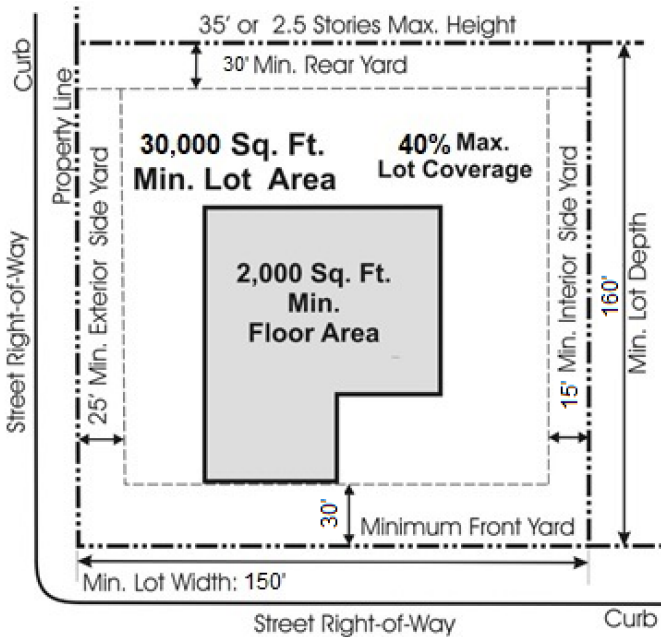 35' or 2.5 Stories Max. Height
Curb
30' Min. Rear Yard
Property Line
30,000 Sq. Ft.
Min. Lot Area
40% Max.
Lot Coverage
2,000 Sq. Ft.
Min.
Floor Area
Street Right-of-Way
25' Min. Exterior Side Yard
15' Min. Interior Side Yard
160'
Min. Lot Depth
30'
Minimum Front Yard
Min. Lot Width: 150'
Street Right-of-Way
Curb